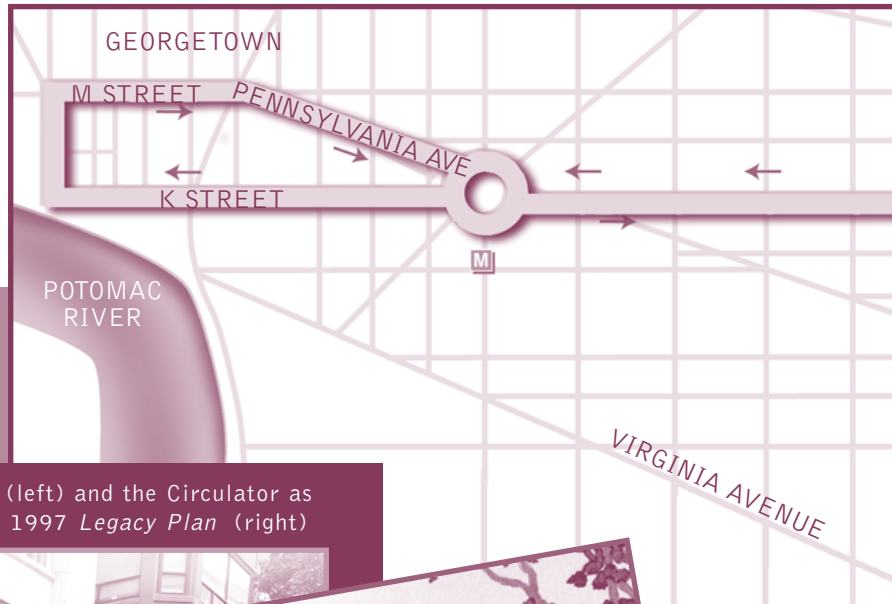 GEORGETOWN
M STREET
PENNSYLVANIA AVE
K STREET
M
POTOMAC
RIVER
VIRGINIA AVENUE
(left) and the Circulator as
1997 Legacy Plan (right)